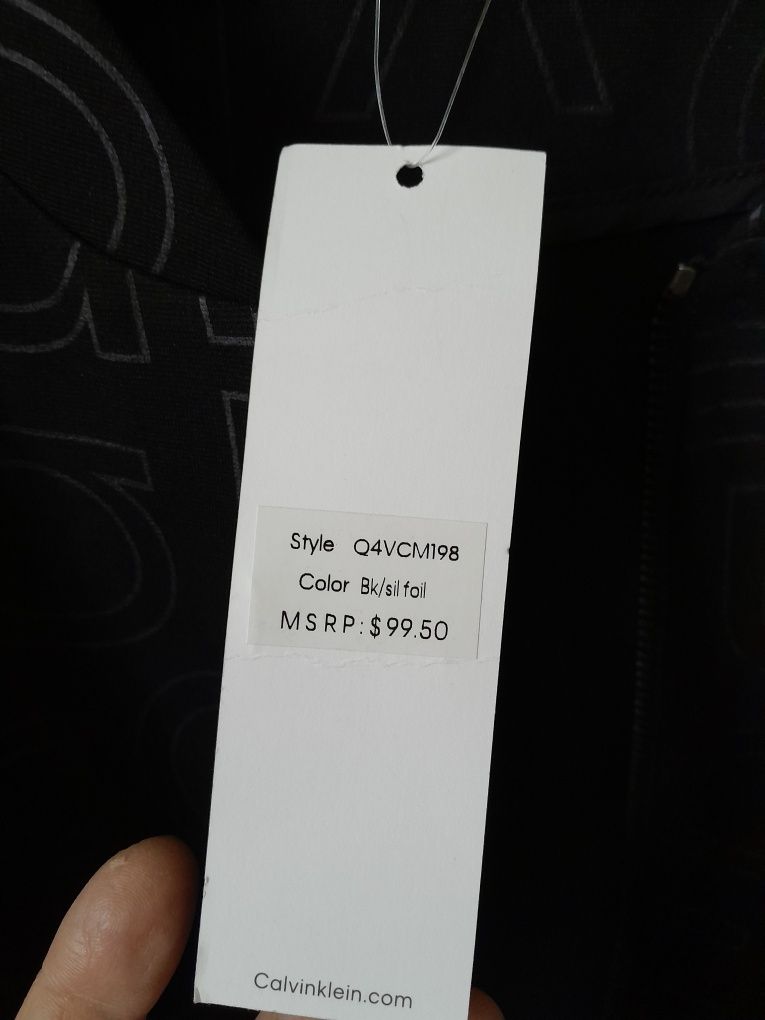 Style Q4VCM198
Color Bk/sil foil
MSRP:$99.50
Calvinklein.com